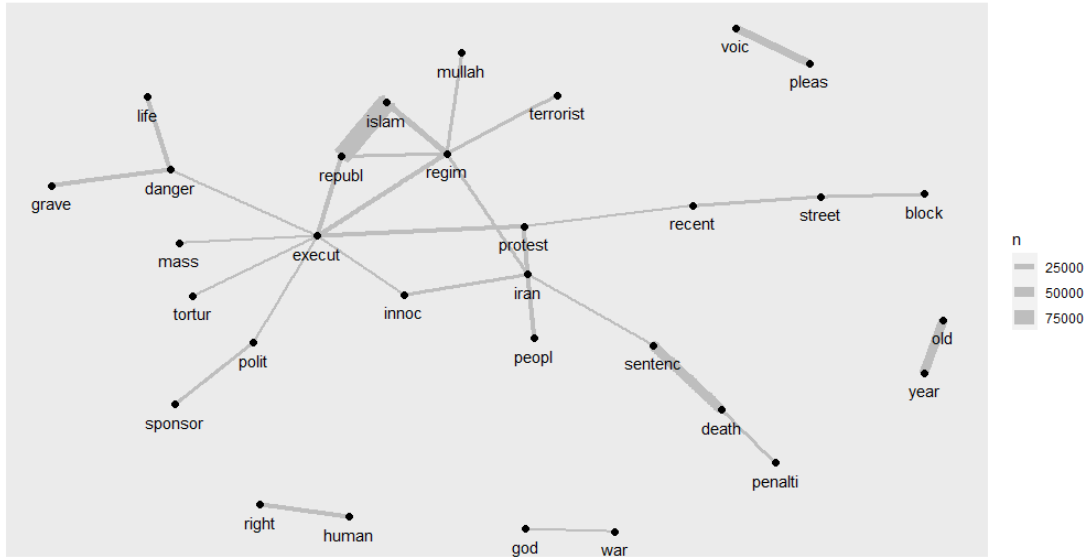 voic
pleas
mullah
life
terrorist
islam
republ
regim
danger
grave
recent
street
block
protest
mass
execut
n
25000
50000
75000
iran
tortur
innoc
old
polit
peopl
sentenc
year
sponsor
death
penalti
right
human
god
war